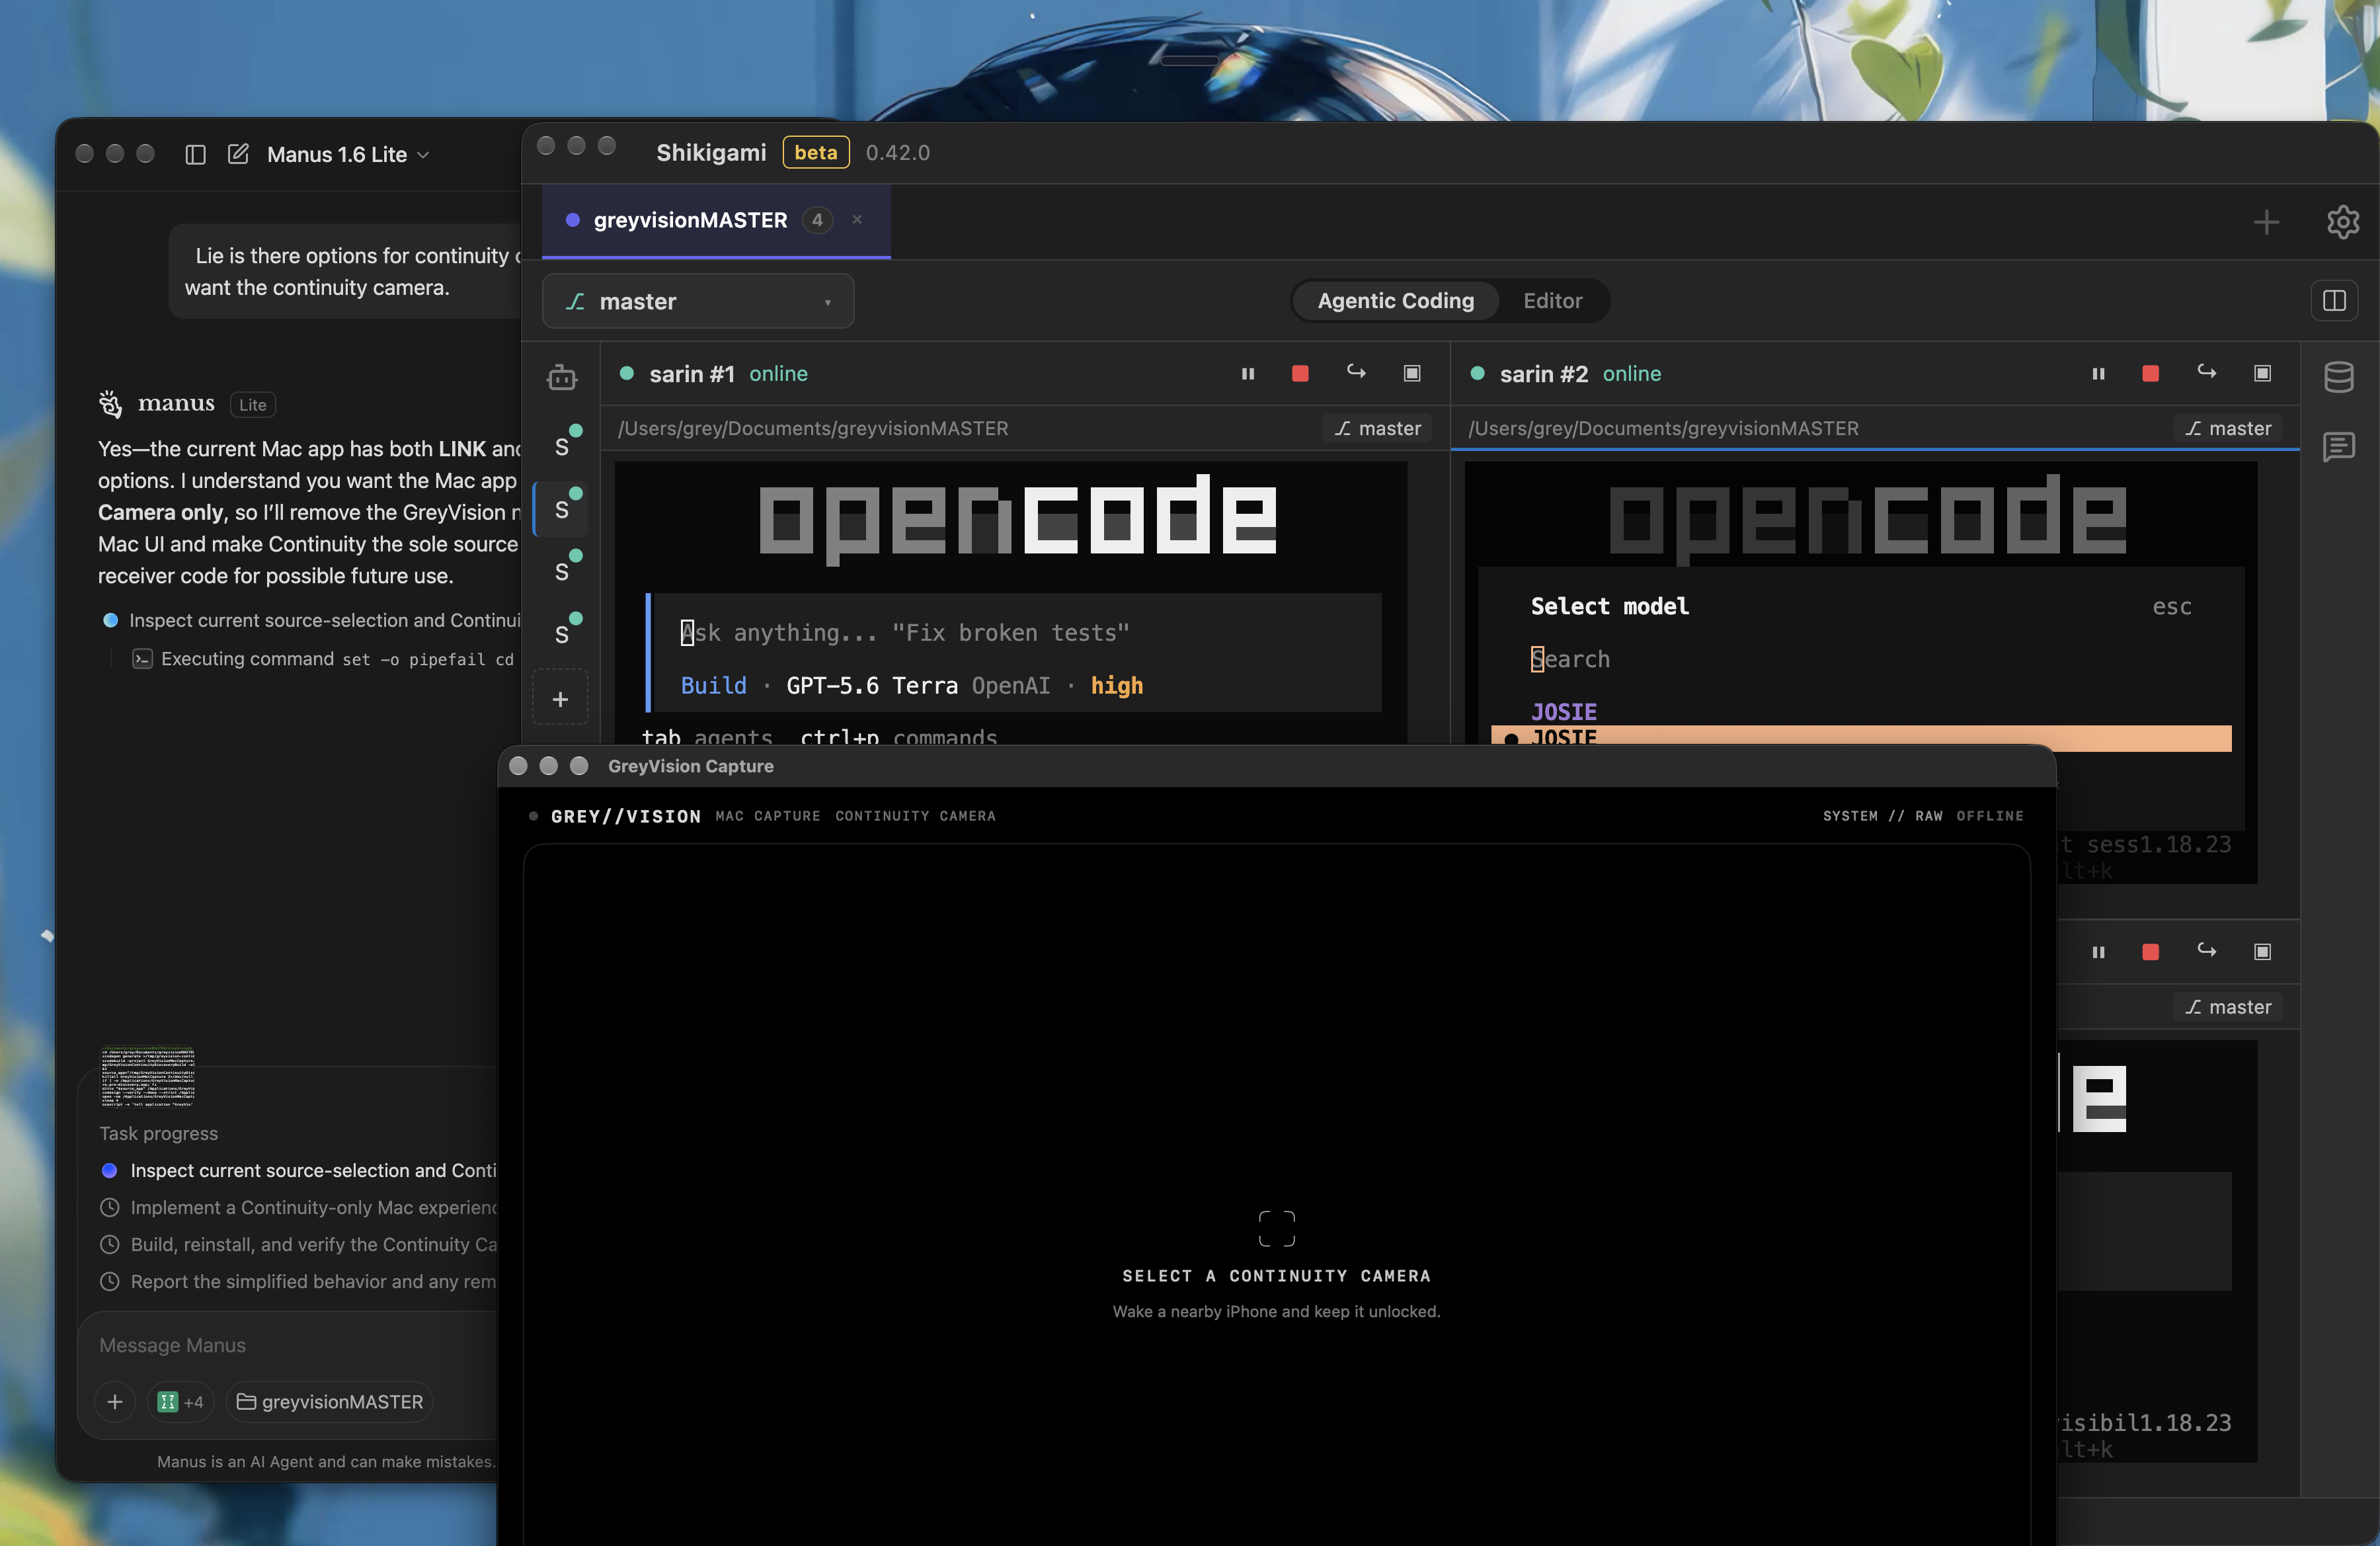 Manus 1.6 Lite
Lie is there options for continuity
want the continuity camera.
manus Lite
Yes—the current Mac app has both LINK and
options. I understand you want the Mac app
Camera only, so I'll remove the GreyVision
Mac UI and make Continuity the sole source
receiver code for possible future use.
Inspect current source-selection and Continui
Executing command set -o pipefail cd
Task progress
Inspect current source-selection and Conti
Implement a Continuity-only Mac experienc
Build, reinstall, and verify the Continuity Ca
Report the simplified behavior and any rem
Message Manus
+4
greyvisionMASTER
Manus is an AI Agent and can make mistakes.
Shikigami beta 0.42.0
greyvisionMASTER 4
master
Agentic Coding Editor
S
S
S
S
sarin #1 online
/Users/grey/Documents/greyvisionMASTER master
opencode
Ask anything... "Fix broken tests"
Build · GPT-5.6 Terra OpenAI · high
tab agents ctrl+p commands
sarin #2 online
/Users/grey/Documents/greyvisionMASTER master
opencode
Select model esc
Search
JOSIE
JOSIE
t sess1.18.23
lt+k
master
e
isibil1.18.23
lt+k
GreyVision Capture
GREY//VISION MAC CAPTURE CONTINUITY CAMERA
SYSTEM // RAW OFFLINE
SELECT A CONTINUITY CAMERA
Wake a nearby iPhone and keep it unlocked.